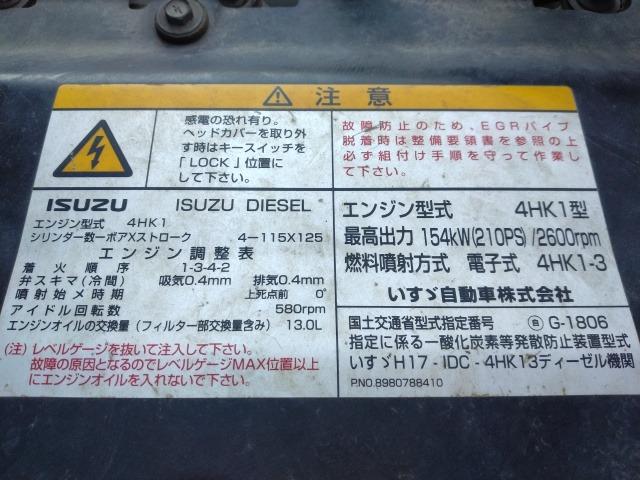 注意
感電の恐れ有り。
ヘッドカバーを取り外
す時はキースイッチを
「LOCK」位置に
して下さい。
故障防止のため、EGRパイプ
脱着時は整備要領書を参照の上
必ず組付け手順を守って作業し
て下さい。
ISUZU ISUZU DIESEL
エンジン型式 4HK1
シリンダー数ーボアXストローク 4-115X125
エンジン調整表
着火順序 1-3-4-2
弁スキマ(冷間) 吸気0.4mm 排気0.4mm
噴射始メ時期 上死点前 0°
アイドル回転数 580rpm
エンジンオイルの交換量(フィルター部交換量含み) 13.0L
(注)レベルゲージを抜いて注入して下さい。
故障の原因となるのでレベルゲージMAX位置以上
にエンジンオイルを入れないで下さい。
エンジン型式 4HK1型
最高出力 154kW(210PS)/2600rpm
燃料噴射方式 電子式 4HK1-3
いすゞ自動車株式会社
国土交通省型式指定番号 G-1806
指定に係る一酸化炭素等発散防止装置型式
いすゞH17-IDC-4HK13ディーゼル機関
P.NO.8980788410